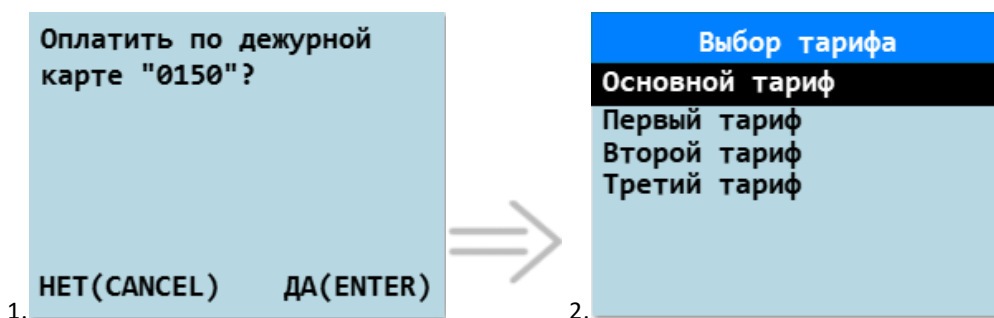 Оплатить по дежурной
карте "0150"?
НЕТ(CANCEL) ДА(ENTER)
1.
Выбор тарифа
Основной тариф
Первый тариф
Второй тариф
Третий тариф
2.